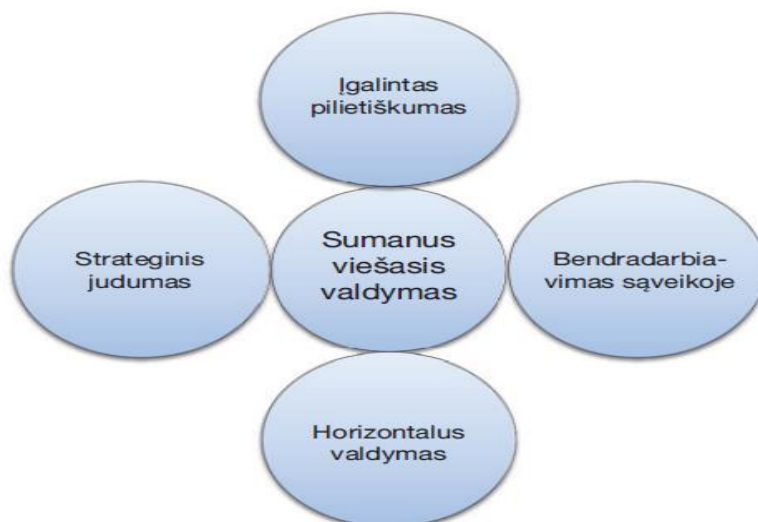 Įgalintas
pilietiškumas
Strateginis
judumas
Sumanus
viešasis
valdymas
Bendradarbia-
vimas sąveikoje
Horizontalus
valdymas